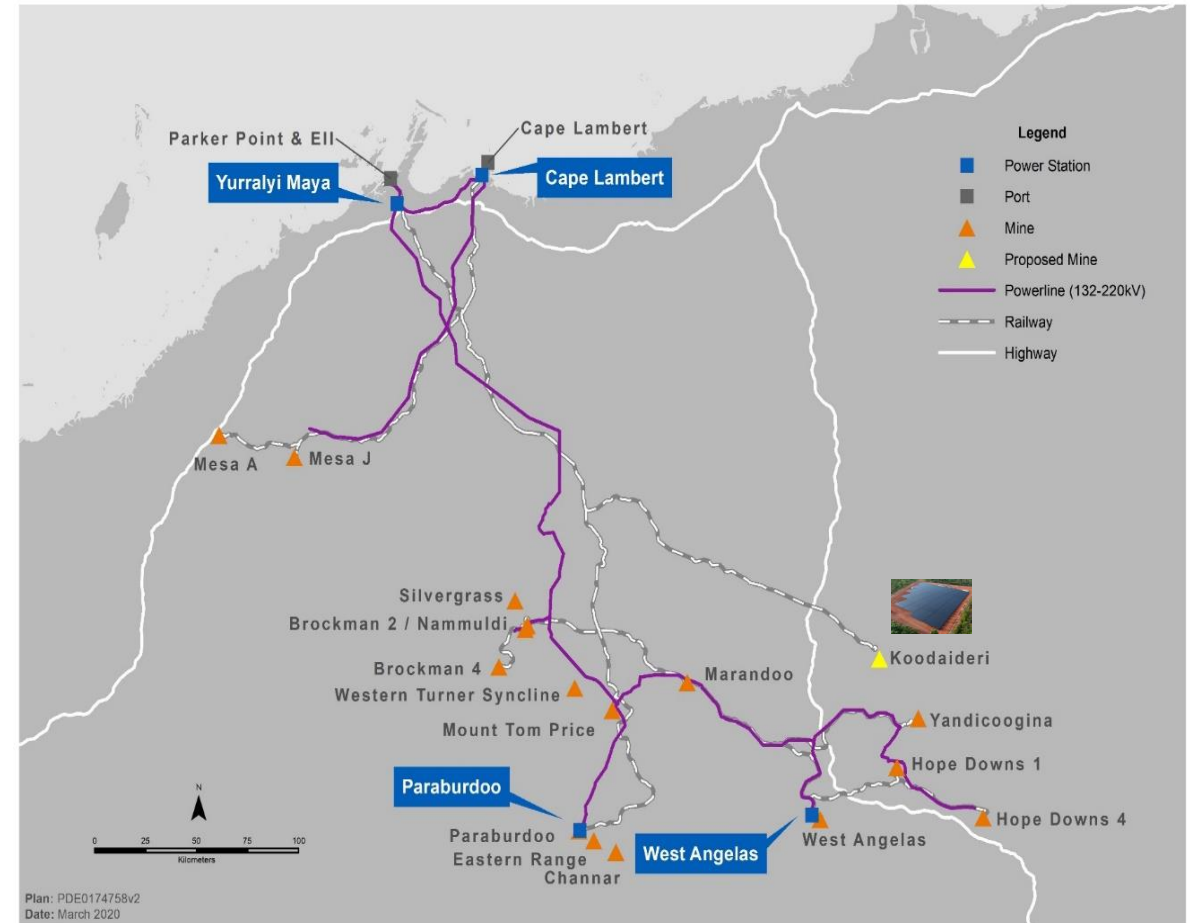 Parker Point & EII
Cape Lambert
Yurralyi Maya
Cape Lambert
Legend
Power Station
Port
Mine
Proposed Mine
Powerline (132-220kV)
Railway
Highway
Mesa A
Mesa J
Silvergrass
Brockman 2 / Nammuldi
Brockman 4
Western Turner Syncline
Mount Tom Price
Marandoo
Koodaideri
Yandicoogina
Hope Downs 1
Hope Downs 4
Paraburdoo
Paraburdoo
Eastern Range
Channar
West Angelas
West Angelas
N
0 25 50 75 100
Kilometers
Plan: PDE0174758v2
Date: March 2020